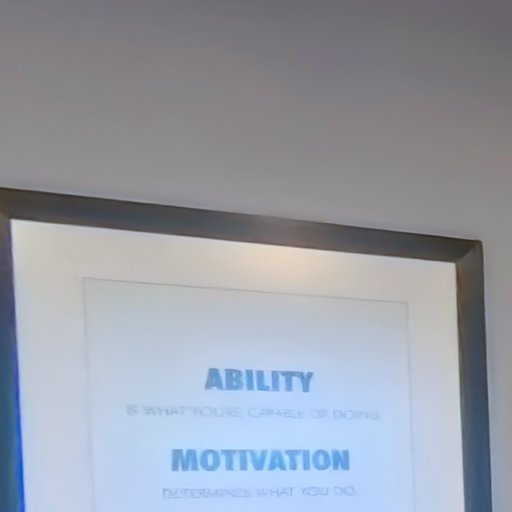 ABILITY
IS WHAT YOU'RE CAPABLE OF DOING
MOTIVATION
DETERMINES WHAT YOU DO.